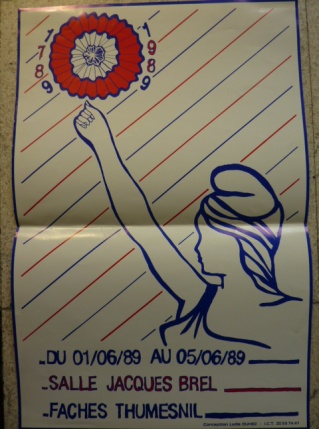 1789
1989
DU 01/06/89 AU 05/06/89
SALLE JACQUES BREL
FACHES THUMESNIL